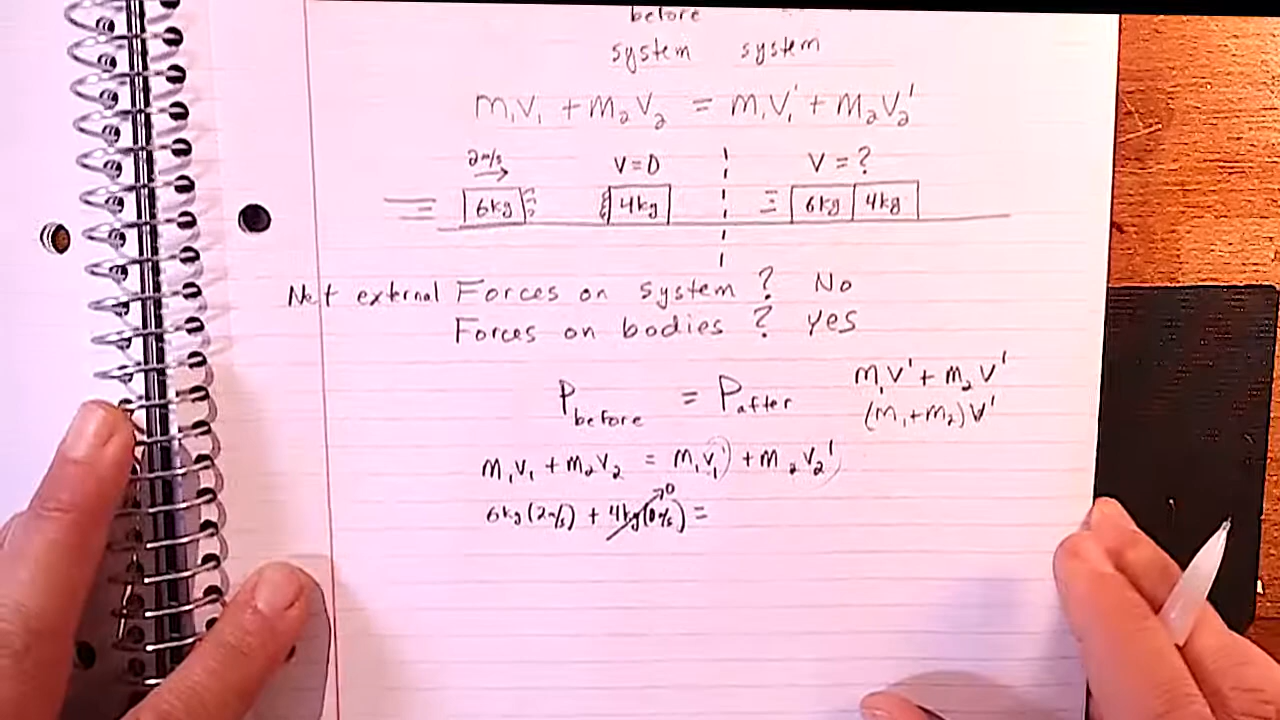 before
system system
m₁v₁ + m₂v₂ = m₁v₁' + m₂v₂'
2m/s V=0 V=?
6kg 4kg 6kg 4kg
Net external Forces on system? No
Forces on bodies? Yes
P before = P after
m₁v' + m₂v'
(m₁+m₂)v'
m₁v₁ + m₂v₂ = m₁v₁' + m₂v₂'
6kg(2m/s) + 4kg(0m/s) =
0